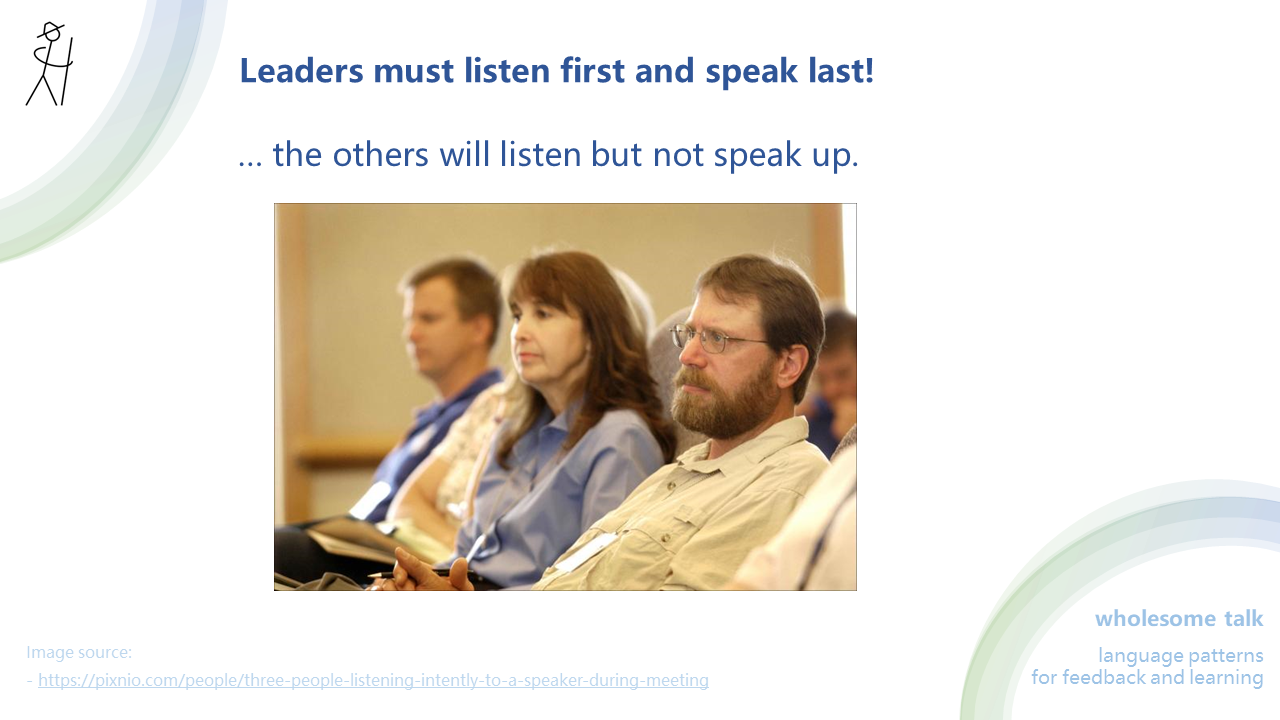 Leaders must listen first and speak last!
... the others will listen but not speak up.
Image source:
- https://pixnio.com/people/three-people-listening-intently-to-a-speaker-during-meeting
wholesome talk
language patterns
for feedback and learning